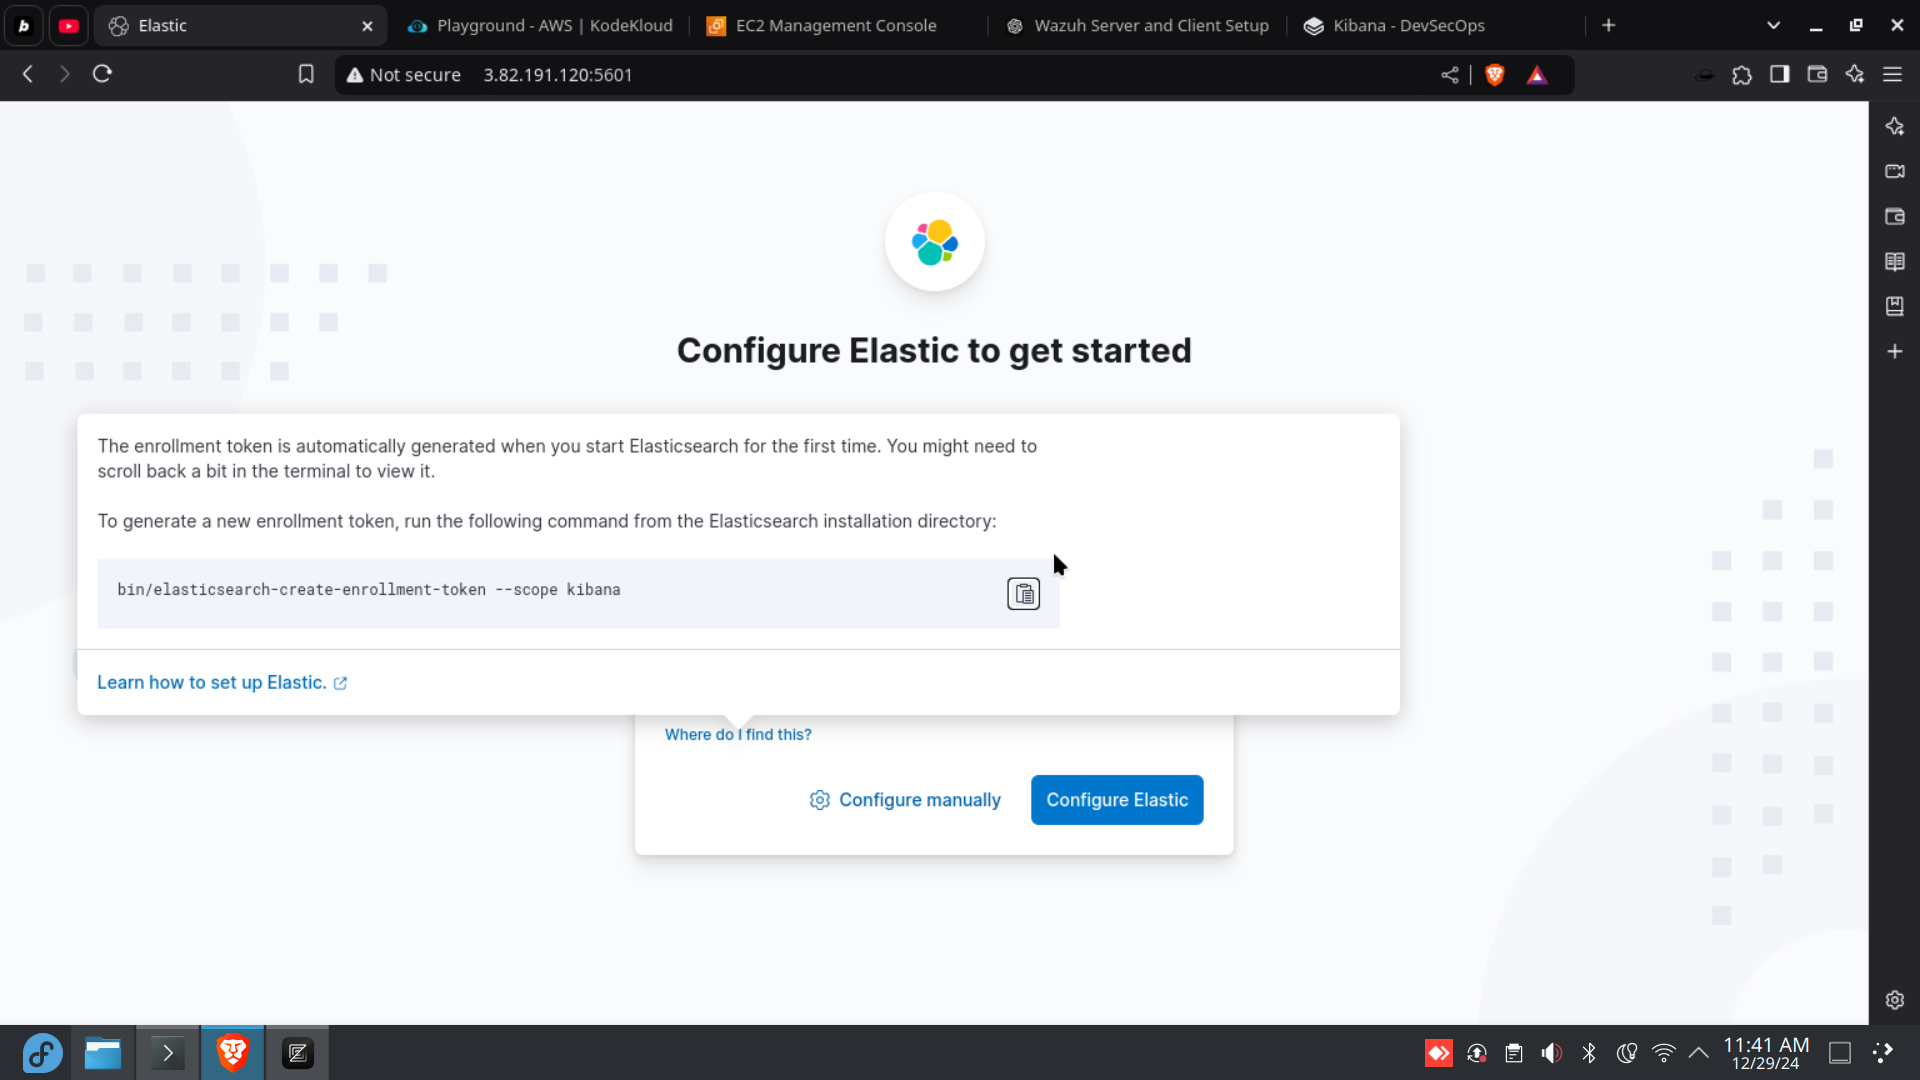 Elastic
Playground - AWS | KodeKloud
EC2 Management Console
Wazuh Server and Client Setup
Kibana - DevSecOps
Not secure
3.82.191.120:5601
Configure Elastic to get started
The enrollment token is automatically generated when you start Elasticsearch for the first time. You might need to
scroll back a bit in the terminal to view it.
To generate a new enrollment token, run the following command from the Elasticsearch installation directory:
bin/elasticsearch-create-enrollment-token --scope kibana
Learn how to set up Elastic.
Where do I find this?
Configure manually
Configure Elastic
11:41 AM
12/29/24